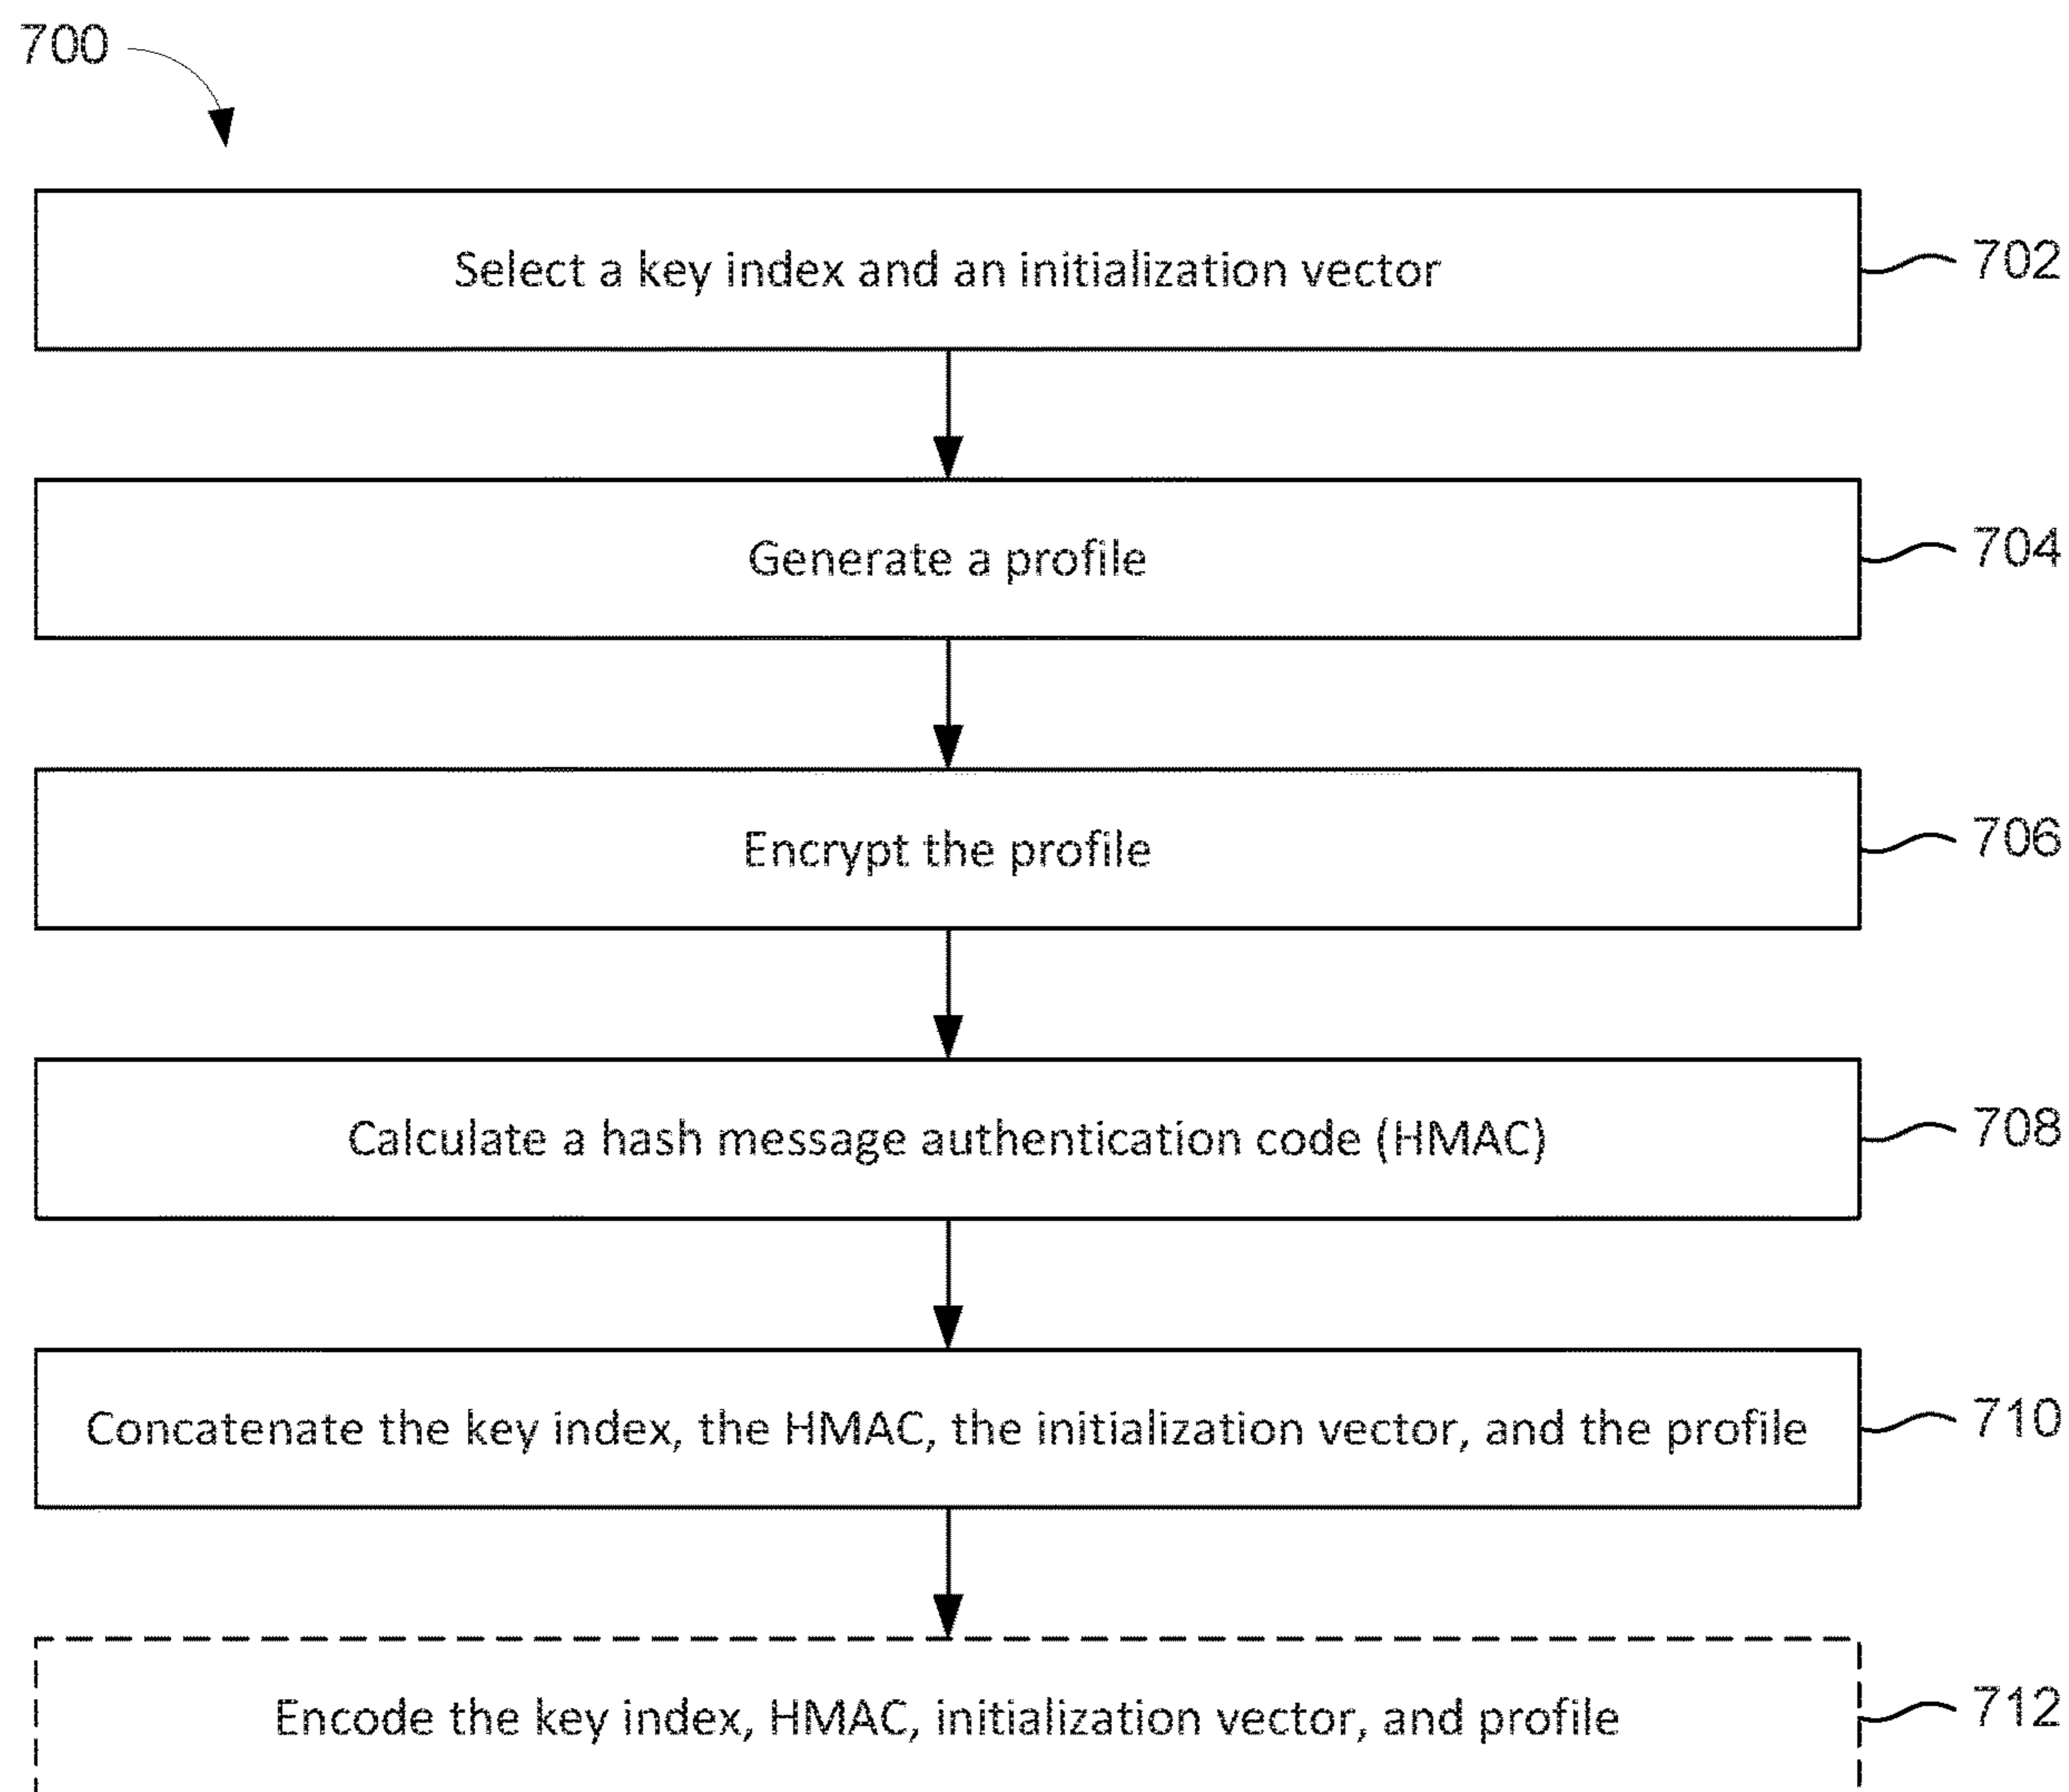 700
Select a key index and an initialization vector
702
Generate a profile
704
Encrypt the profile
706
Calculate a hash message authentication code (HMAC)
708
Concatenate the key index, the HMAC, the initialization vector, and the profile
710
Encode the key index, HMAC, initialization vector, and profile
712